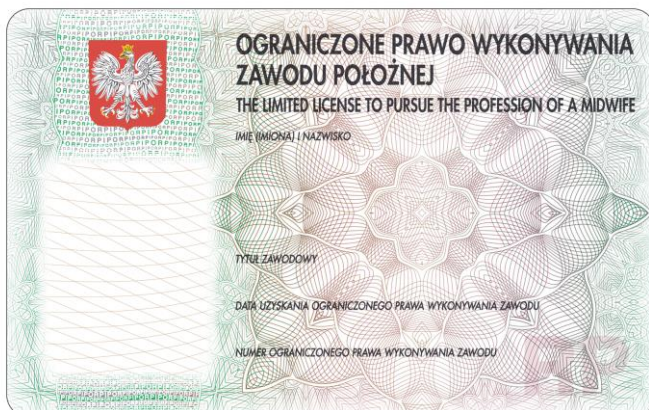 OGRANICZONE PRAWO WYKONYWANIA
ZAWODU POŁOŻNEJ
THE LIMITED LICENSE TO PURSUE THE PROFESSION OF A MIDWIFE
IMIĘ (IMIONA) I NAZWISKO
TYTUŁ ZAWODOWY
DATA UZYSKANIA OGRANICZONEGO PRAWA WYKONYWANIA ZAWODU
NUMER OGRANICZONEGO PRAWA WYKONYWANIA ZAWODU